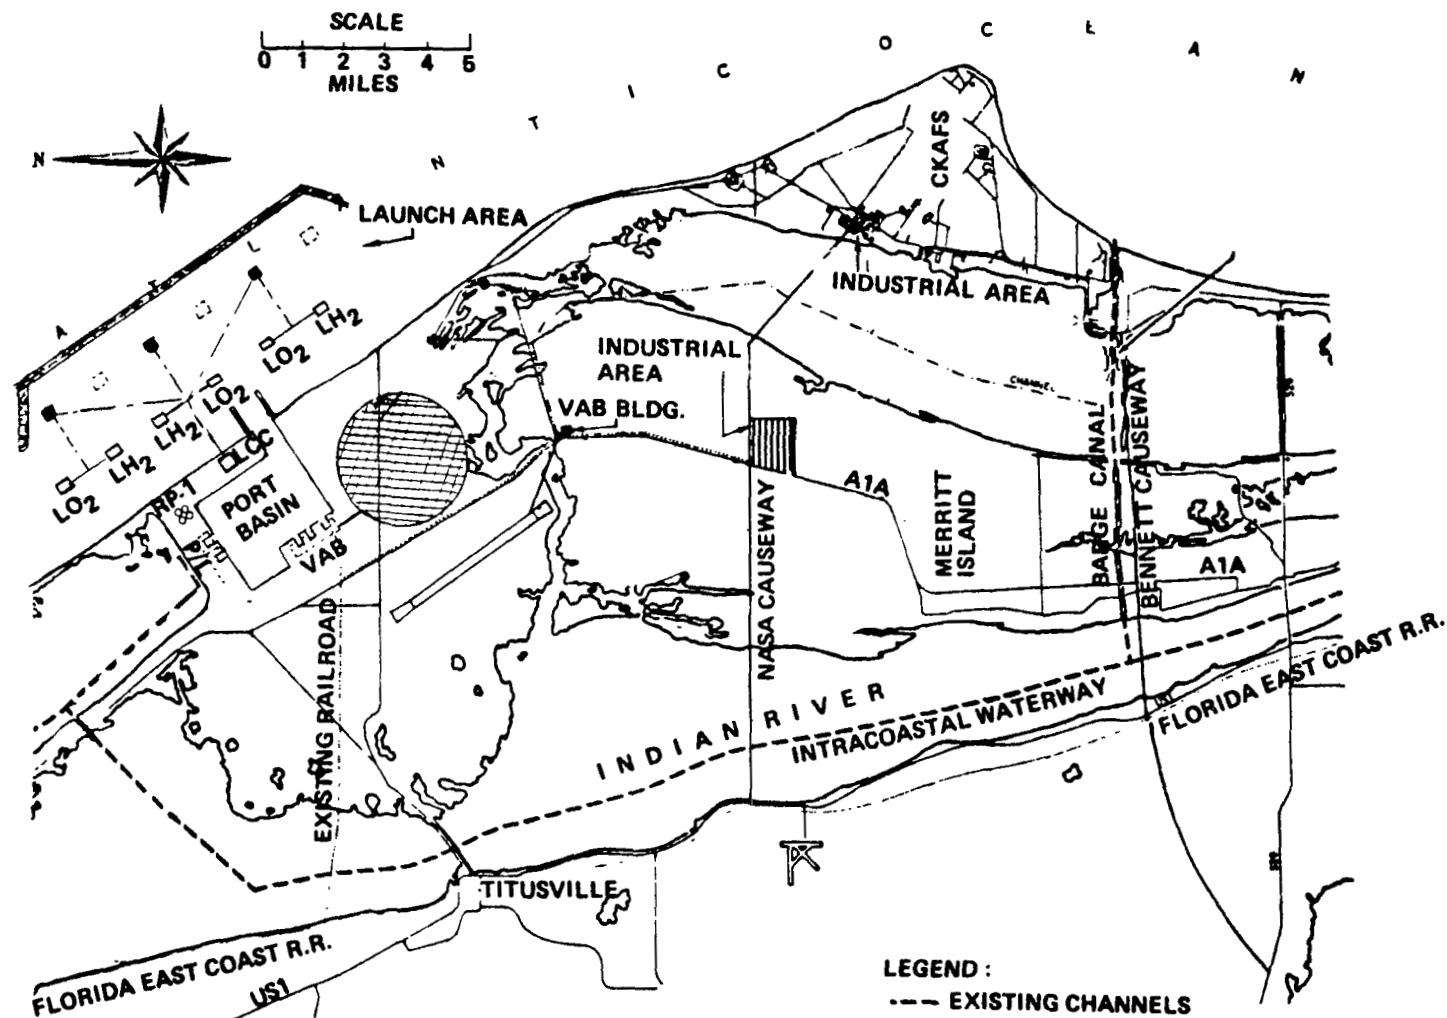 SCALE
0 1 2 3 4 5
MILES
A T L A N T I C O C E A N
N
LAUNCH AREA
CKAFS
INDUSTRIAL AREA
LH2
LO2
INDUSTRIAL
AREA
VAB BLDG.
CHANNEL
LO2
LH2
LCC
LH2
LO2
RP-1
PORT
BASIN
VAB
A1A
MERRITT
ISLAND
BARGE CANAL
BENNETT CAUSEWAY
A1A
NASA CAUSEWAY
EXISTING RAILROAD
INDIAN RIVER
INTRACOASTAL WATERWAY
FLORIDA EAST COAST R.R.
TITUSVILLE
FLORIDA EAST COAST R.R.
US1
LEGEND :
EXISTING CHANNELS